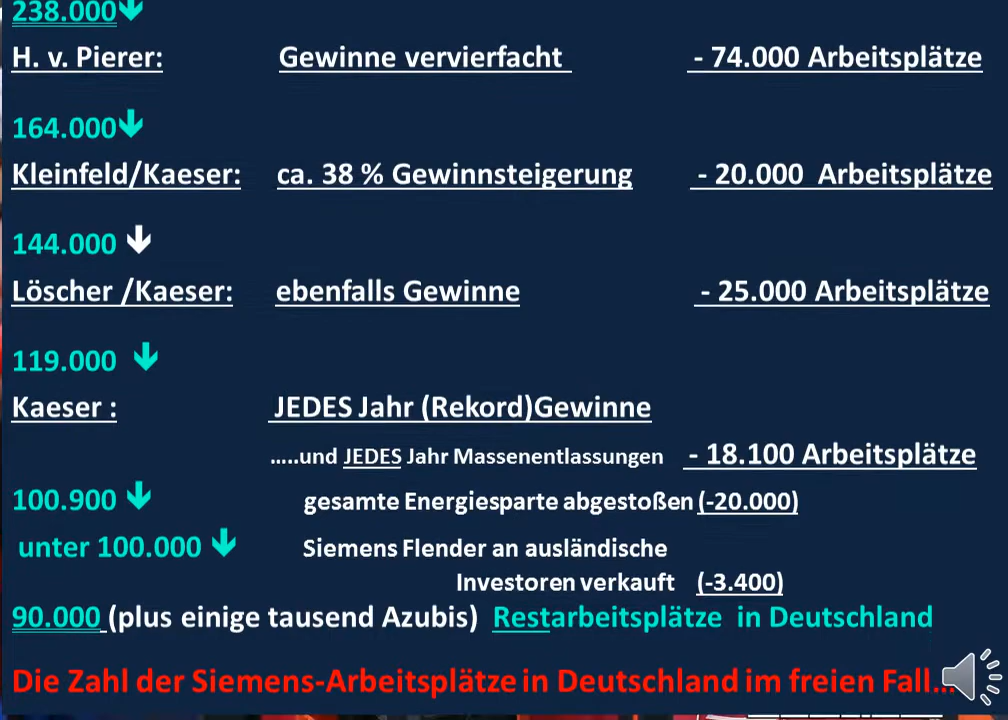 238.000
H. v. Pierer: Gewinne vervierfacht - 74.000 Arbeitsplätze
164.000
Kleinfeld/Kaeser: ca. 38 % Gewinnsteigerung - 20.000 Arbeitsplätze
144.000
Löscher /Kaeser: ebenfalls Gewinne - 25.000 Arbeitsplätze
119.000
Kaeser : JEDES Jahr (Rekord)Gewinne
.....und JEDES Jahr Massenentlassungen - 18.100 Arbeitsplätze
100.900 gesamte Energiesparte abgestoßen (-20.000)
unter 100.000 Siemens Flender an ausländische
Investoren verkauft (-3.400)
90.000 (plus einige tausend Azubis) Restarbeitsplätze in Deutschland
Die Zahl der Siemens-Arbeitsplätze in Deutschland im freien Fall...